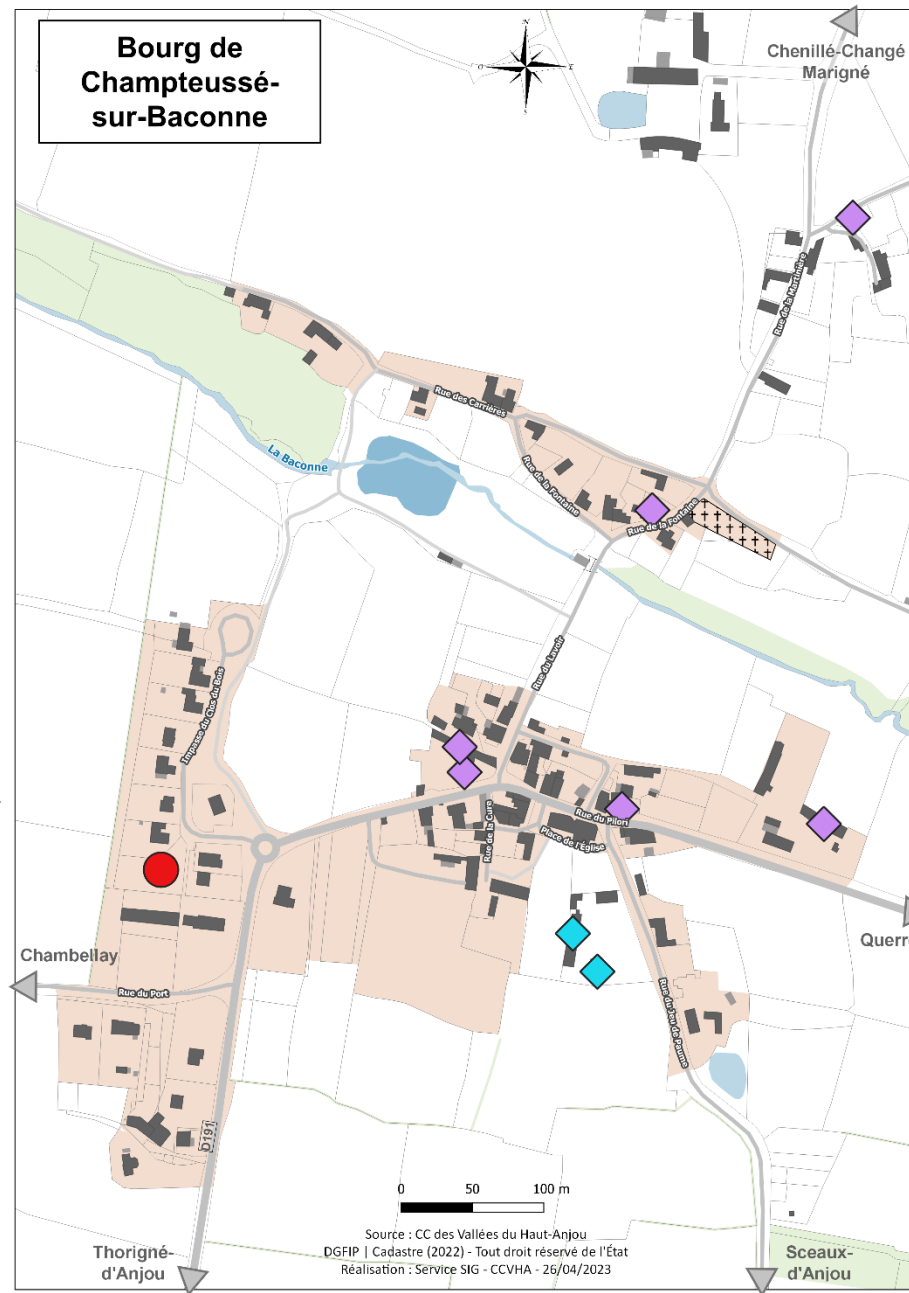 Bourg de
Champteussé-
sur-Baconne
N
O
E
S
Chenillé-Changé
Marigné
Rue de la Martinière
Rue des Carrières
La Baconne
Rue de la Fontaine
Rue de la Fontaine
Rue du Lavoir
Impasse du Clos du Bois
Rue du Pilori
Rue de la Cure
Place de l'Église
Querr
Chambellay
Rue du Port
Rue du Jeu de Paume
D191
0 50 100 m
Source : CC des Vallées du Haut-Anjou
DGFIP | Cadastre (2022) - Tout droit réservé de l'État
Réalisation : Service SIG - CCVHA - 26/04/2023
Thorigné-
d'Anjou
Sceaux-
d'Anjou